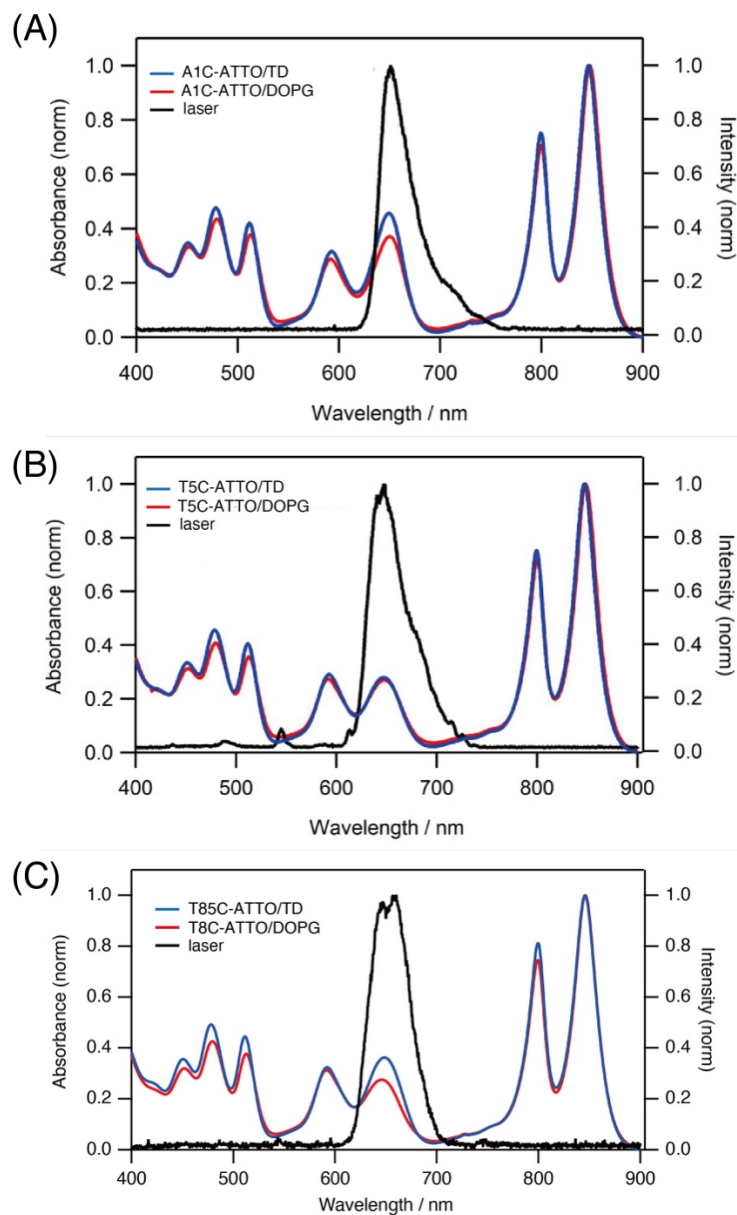 (A)
A1C-ATTO/TD
A1C-ATTO/DOPG
laser
Absorbance (norm)
1.0
0.8
0.6
0.4
0.2
0.0
Intensity (norm)
1.0
0.8
0.6
0.4
0.2
0.0
400 500 600 700 800 900
Wavelength / nm
(B)
T5C-ATTO/TD
T5C-ATTO/DOPG
laser
Absorbance (norm)
1.0
0.8
0.6
0.4
0.2
0.0
Intensity (norm)
1.0
0.8
0.6
0.4
0.2
0.0
400 500 600 700 800 900
Wavelength / nm
(C)
T85C-ATTO/TD
T8C-ATTO/DOPG
laser
Absorbance (norm)
1.0
0.8
0.6
0.4
0.2
0.0
Intensity (norm)
1.0
0.8
0.6
0.4
0.2
0.0
400 500 600 700 800 900
Wavelength / nm